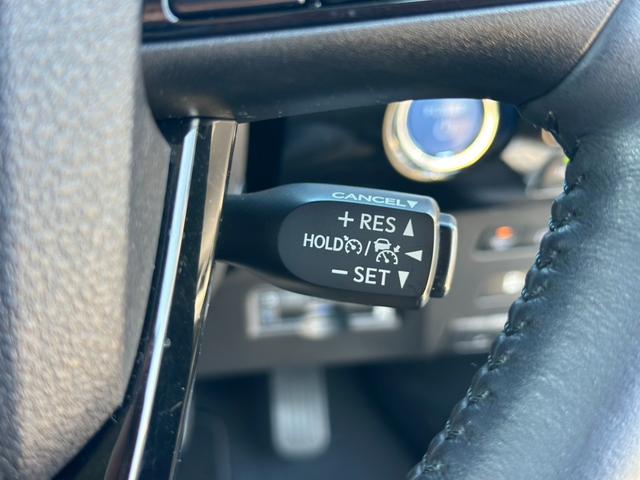 CANCEL▼
+ RES ▲
HOLD / ◀
− SET ▼